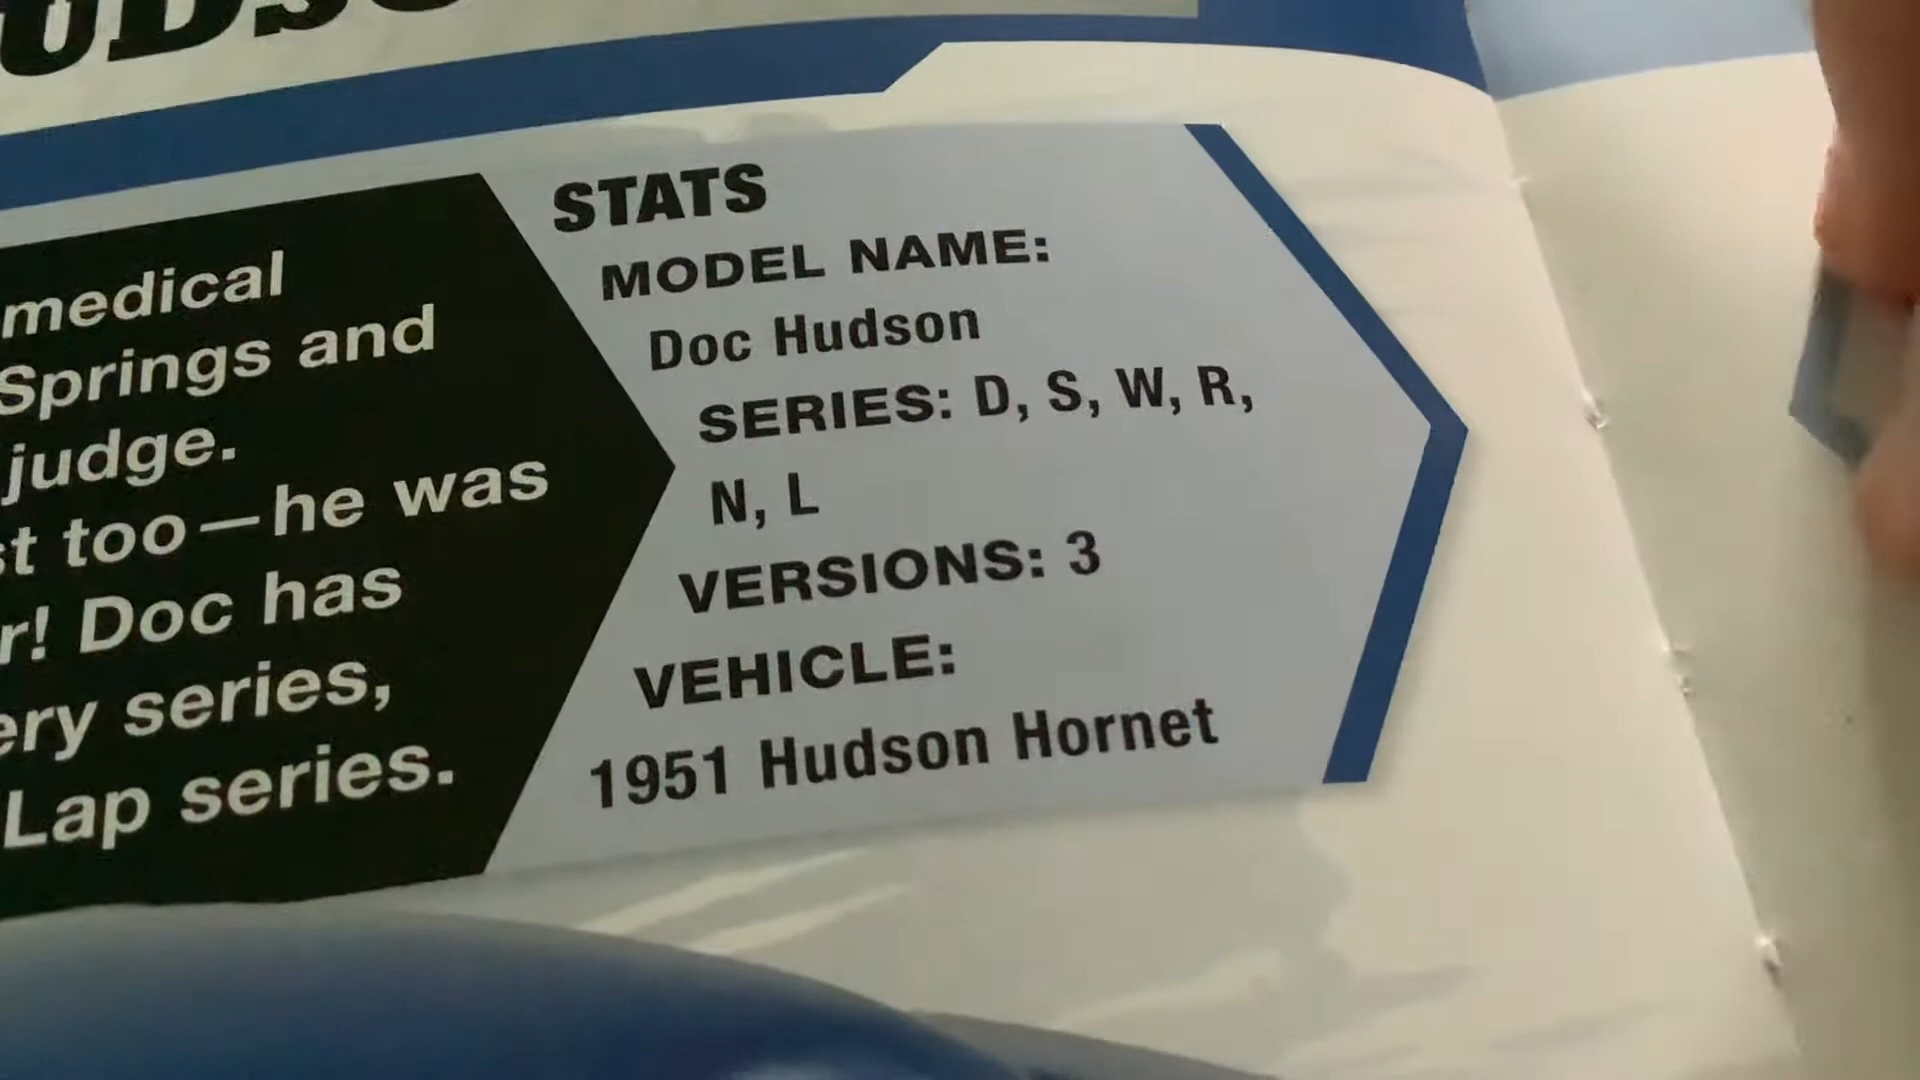 medical
Springs and
judge.
too—he was
Doc has
series,
Lap series.
STATS
MODEL NAME:
Doc Hudson
SERIES: D, S, W, R,
N, L
VERSIONS: 3
VEHICLE:
1951 Hudson Hornet